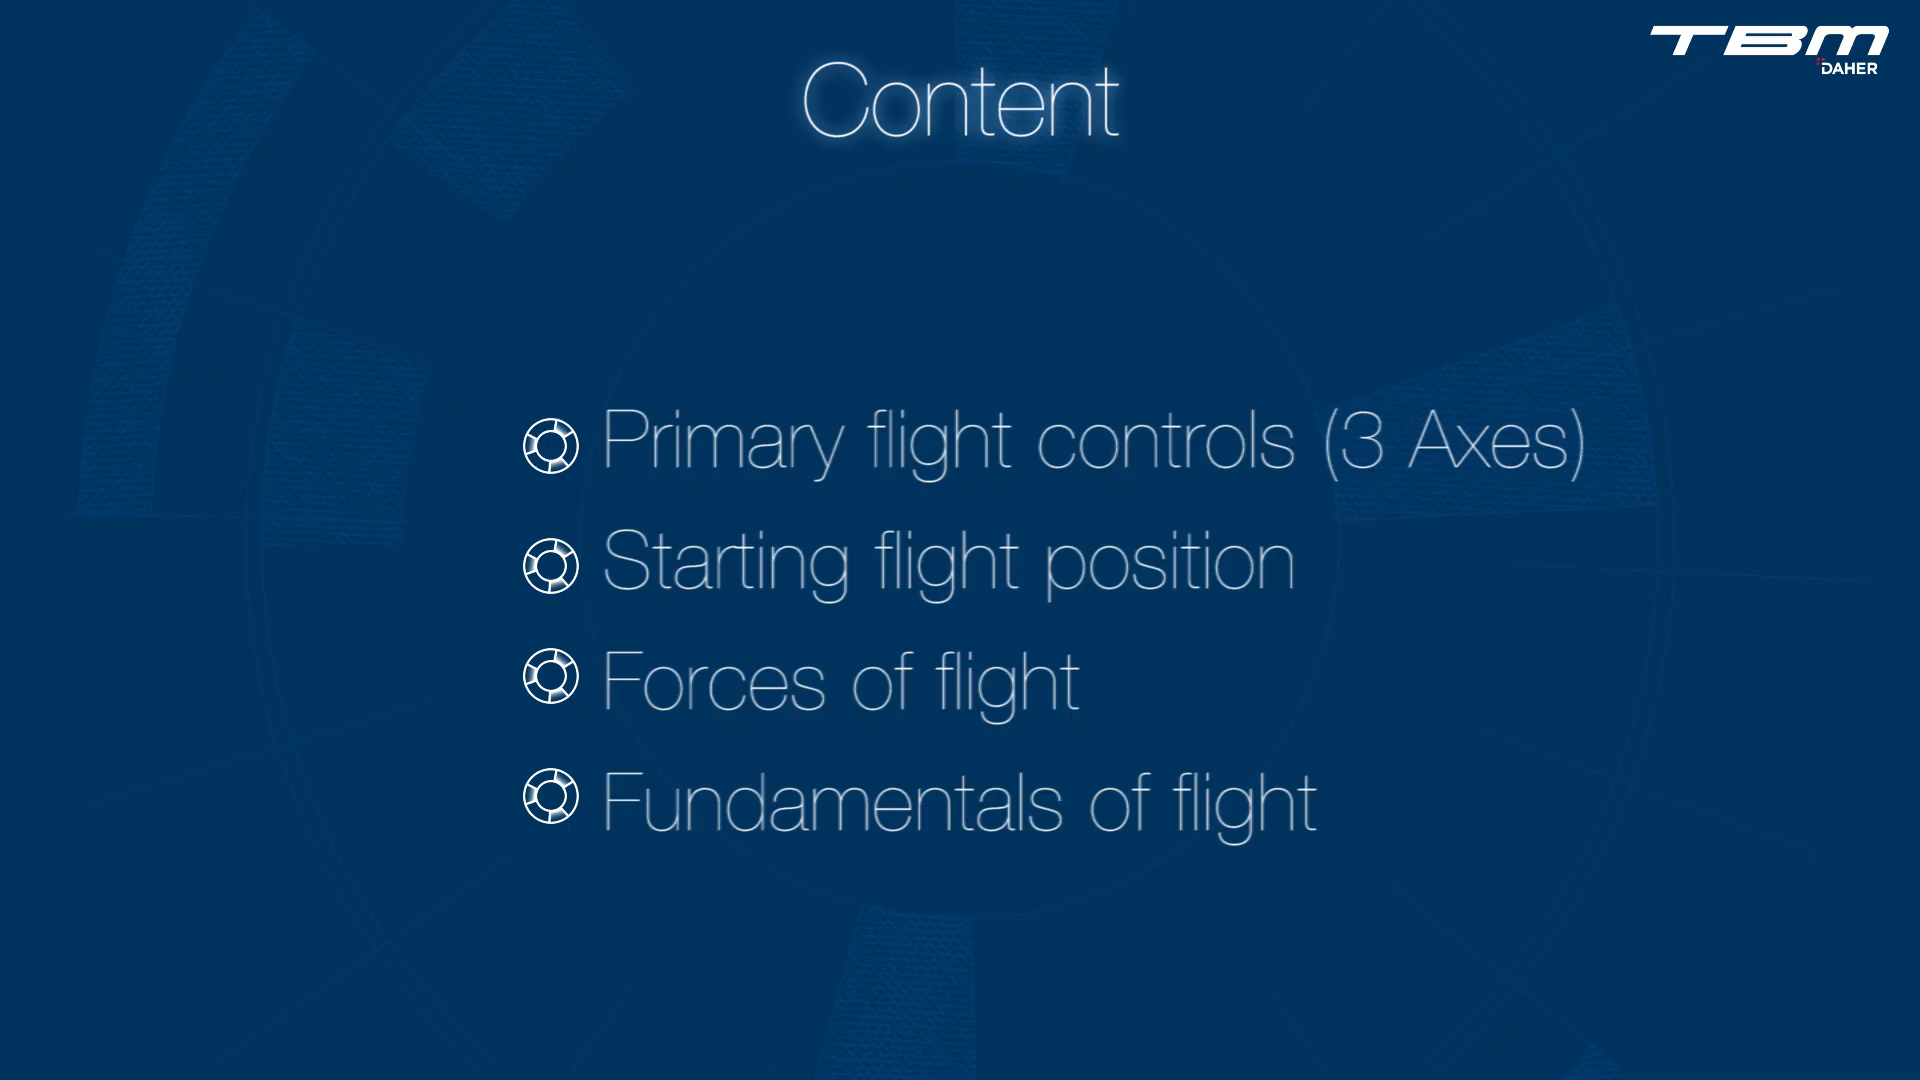 TBM
DAHER
Content
Primary flight controls (3 Axes)
Starting flight position
Forces of flight
Fundamentals of flight